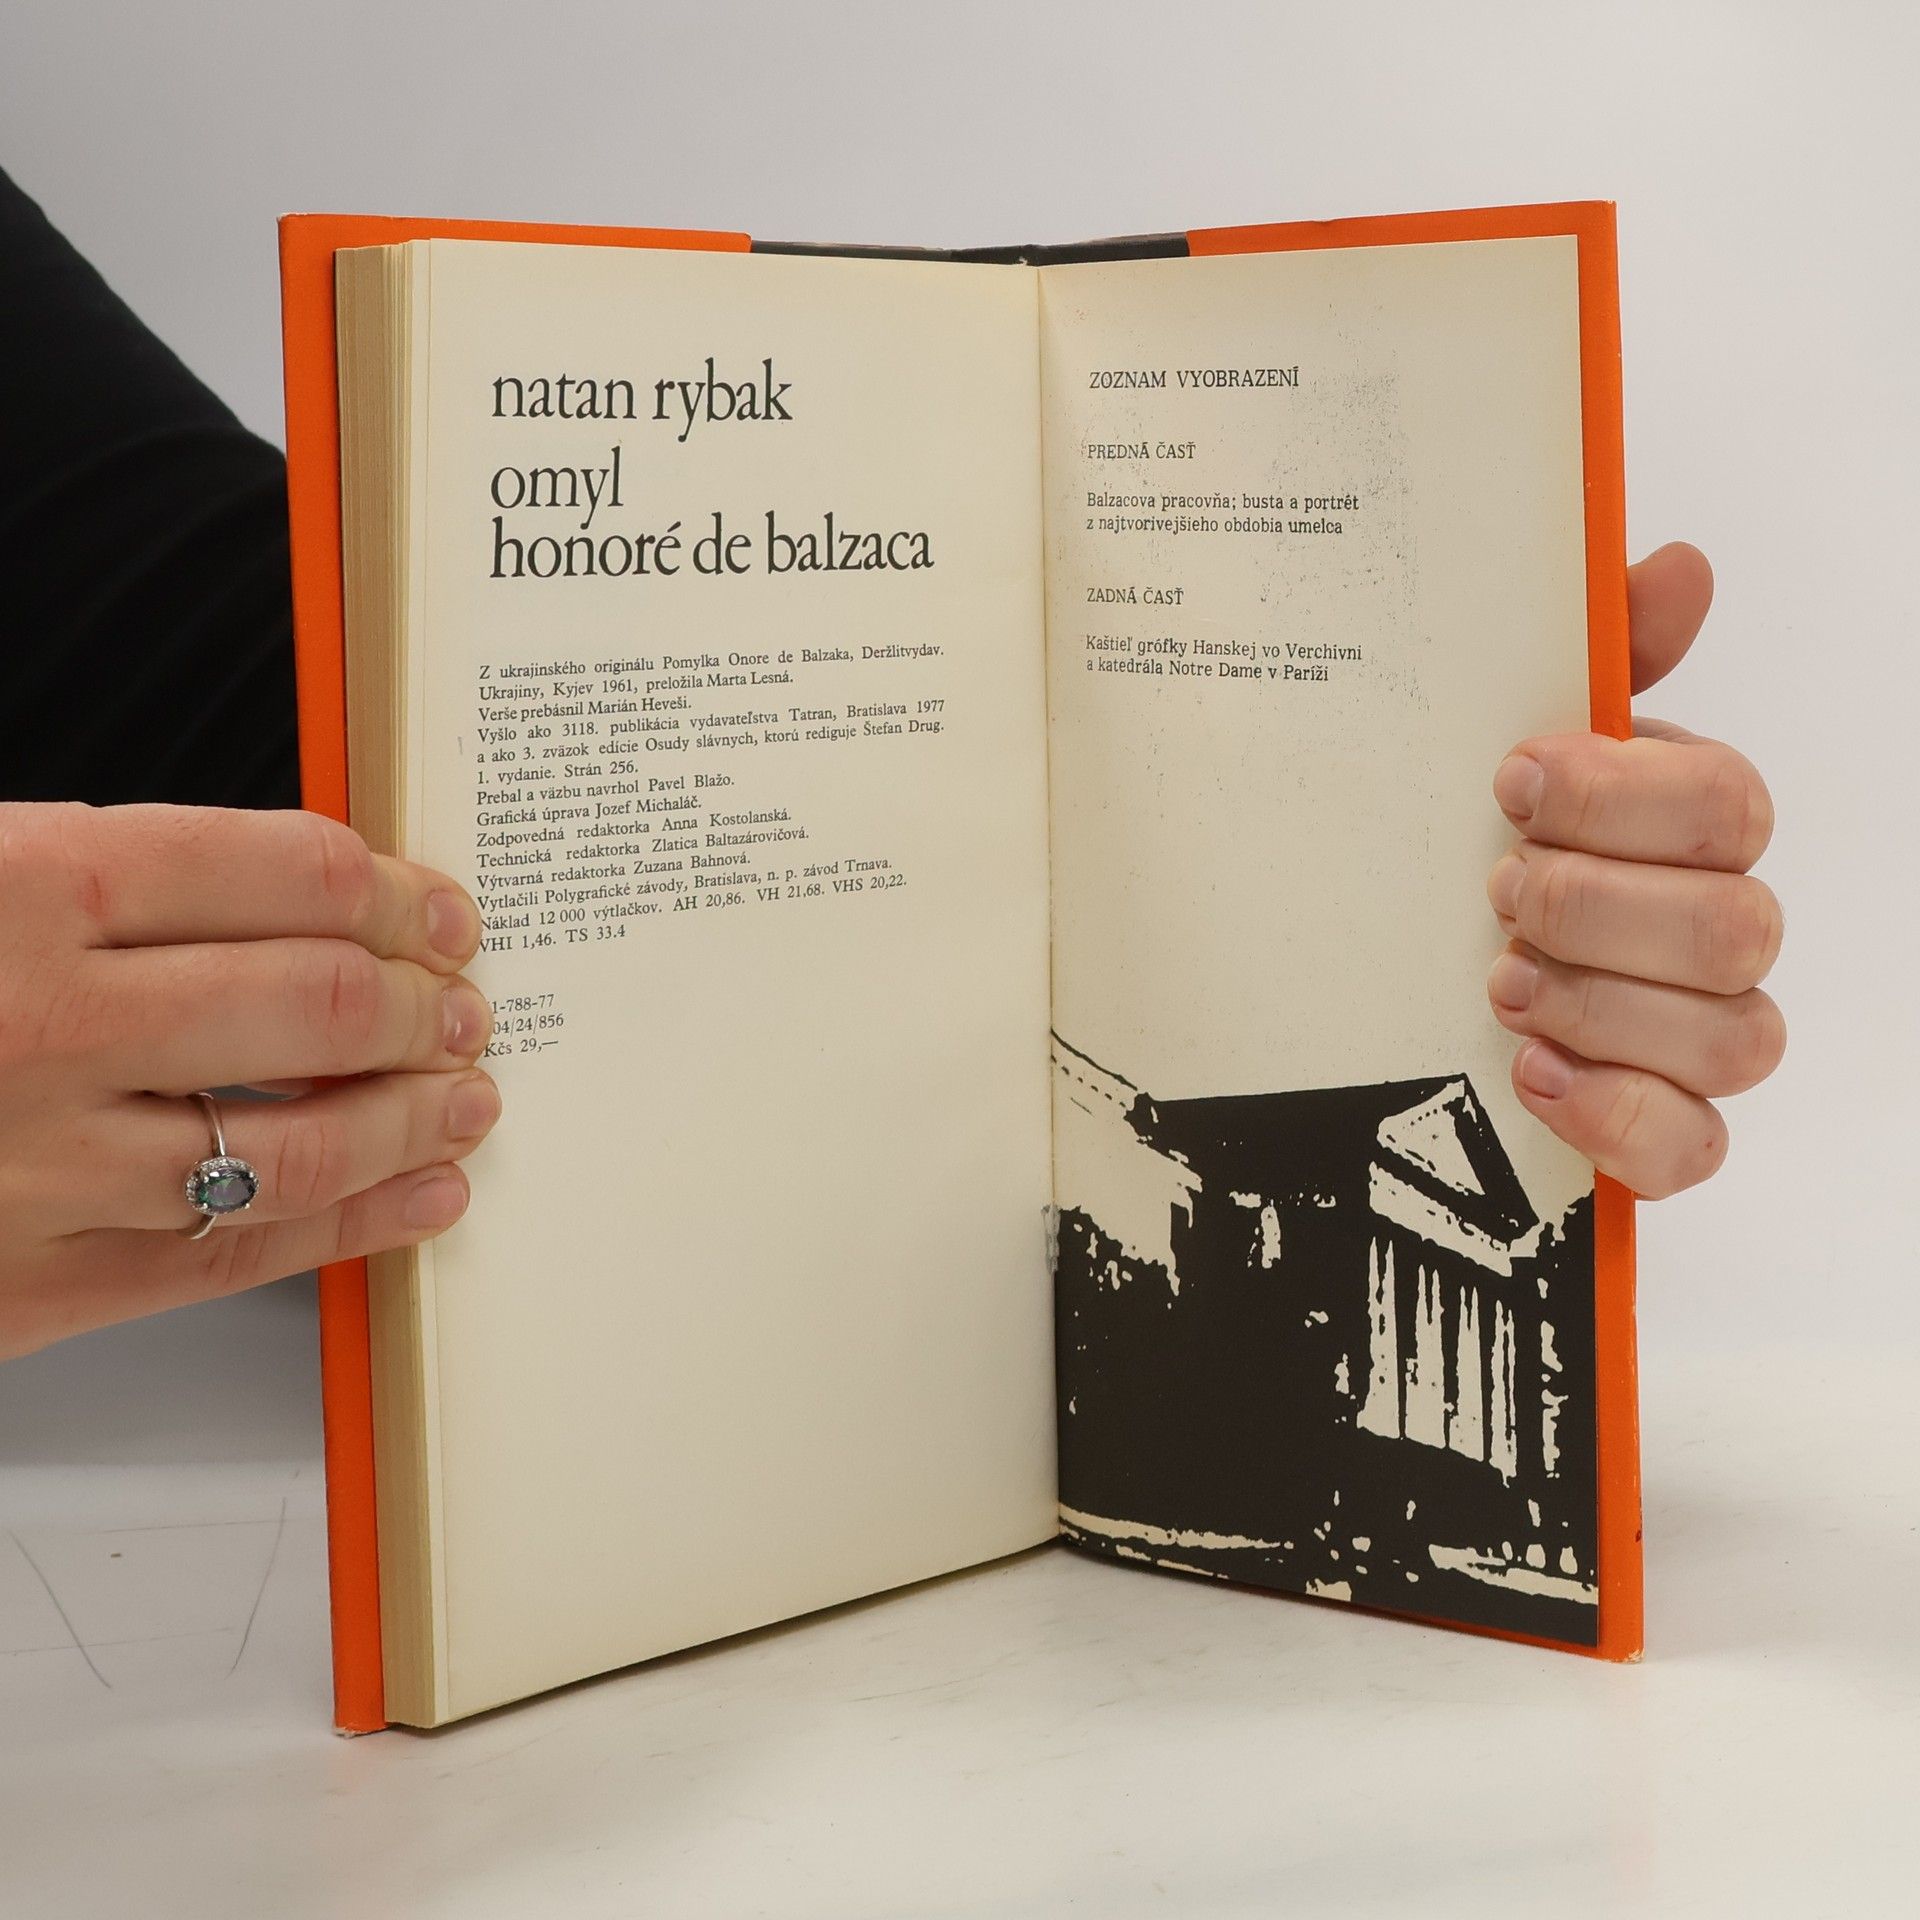 natan rybak
omyl
honoré de balzaca
Z ukrajinského originálu Pomylka Onore de Balzaka, Deržlitvydav.
Ukrajiny, Kyjev 1961, preložila Marta Lesná.
Verše prebásnil Marián Heveši.
Vyšlo ako 3118. publikácia vydavateľstva Tatran, Bratislava 1977
a ako 3. zväzok edície Osudy slávnych, ktorú rediguje Štefan Drug.
1. vydanie. Strán 256.
Prebal a väzbu navrhol Pavel Blažo.
Grafická úprava Jozef Michaláč.
Zodpovedná redaktorka Anna Kostolanská.
Technická redaktorka Zlatica Baltazárovičová.
Výtvarná redaktorka Zuzana Bahnová.
Vytlačili Polygrafické závody, Bratislava, n. p. závod Trnava.
Náklad 12 000 výtlačkov. AH 20,86. VH 21,68. VHS 20,22.
VHI 1,46. TS 33.4
1-788-77
04/24/856
Kčs 29,—
ZOZNAM VYOBRAZENÍ
PREDNÁ ČASŤ
Balzacova pracovňa; busta a portrét
z najtvorivejšieho obdobia umelca
ZADNÁ ČASŤ
Kaštieľ grófky Hanskej vo Verchivni
a katedrála Notre Dame v Paríži